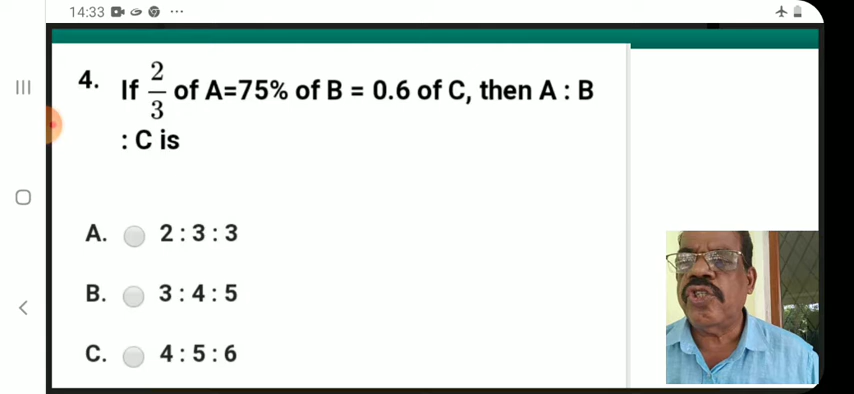 14:33
4. If 2/3 of A=75% of B = 0.6 of C, then A : B
: C is
A. 2 : 3 : 3
B. 3 : 4 : 5
C. 4 : 5 : 6